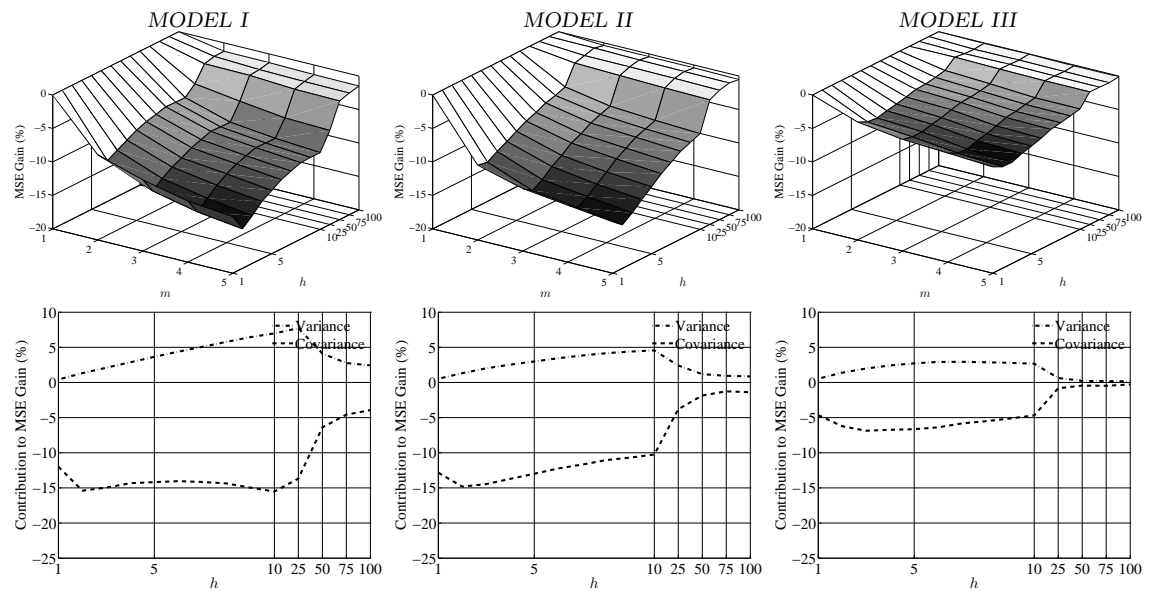 MODEL I
MODEL II
MODEL III
MSE Gain (%)
0
−5
−10
−15
−20
1
2
3
4
5
m
1
5
10
25
50
75
100
h
MSE Gain (%)
0
−5
−10
−15
−20
1
2
3
4
5
m
1
5
10
25
50
75
100
h
MSE Gain (%)
0
−5
−10
−15
−20
1
2
3
4
5
m
1
5
10
25
50
75
100
h
Contribution to MSE Gain (%)
10
5
0
−5
−10
−15
−20
−25
Variance
Covariance
1 5 10 25 50 75 100
h
Contribution to MSE Gain (%)
10
5
0
−5
−10
−15
−20
−25
Variance
Covariance
1 5 10 25 50 75 100
h
Contribution to MSE Gain (%)
10
5
0
−5
−10
−15
−20
−25
Variance
Covariance
1 5 10 25 50 75 100
h